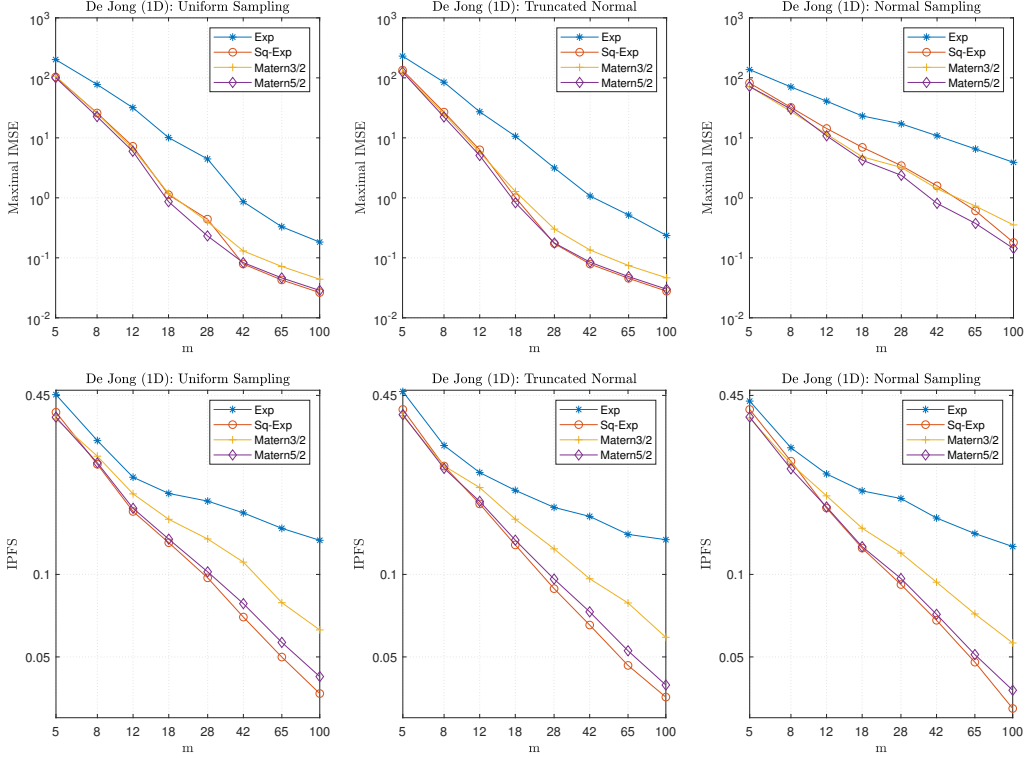 De Jong (1D): Uniform Sampling
10^3
10^2
10^1
10^0
10^-1
10^-2
Maximal IMSE
Exp
Sq-Exp
Matern3/2
Matern5/2
5 8 12 18 28 42 65 100
m
De Jong (1D): Truncated Normal
10^3
10^2
10^1
10^0
10^-1
10^-2
Maximal IMSE
Exp
Sq-Exp
Matern3/2
Matern5/2
5 8 12 18 28 42 65 100
m
De Jong (1D): Normal Sampling
10^3
10^2
10^1
10^0
10^-1
10^-2
Maximal IMSE
Exp
Sq-Exp
Matern3/2
Matern5/2
5 8 12 18 28 42 65 100
m
De Jong (1D): Uniform Sampling
0.45
0.1
0.05
IPFS
Exp
Sq-Exp
Matern3/2
Matern5/2
5 8 12 18 28 42 65 100
m
De Jong (1D): Truncated Normal
0.45
0.1
0.05
IPFS
Exp
Sq-Exp
Matern3/2
Matern5/2
5 8 12 18 28 42 65 100
m
De Jong (1D): Normal Sampling
0.45
0.1
0.05
IPFS
Exp
Sq-Exp
Matern3/2
Matern5/2
5 8 12 18 28 42 65 100
m